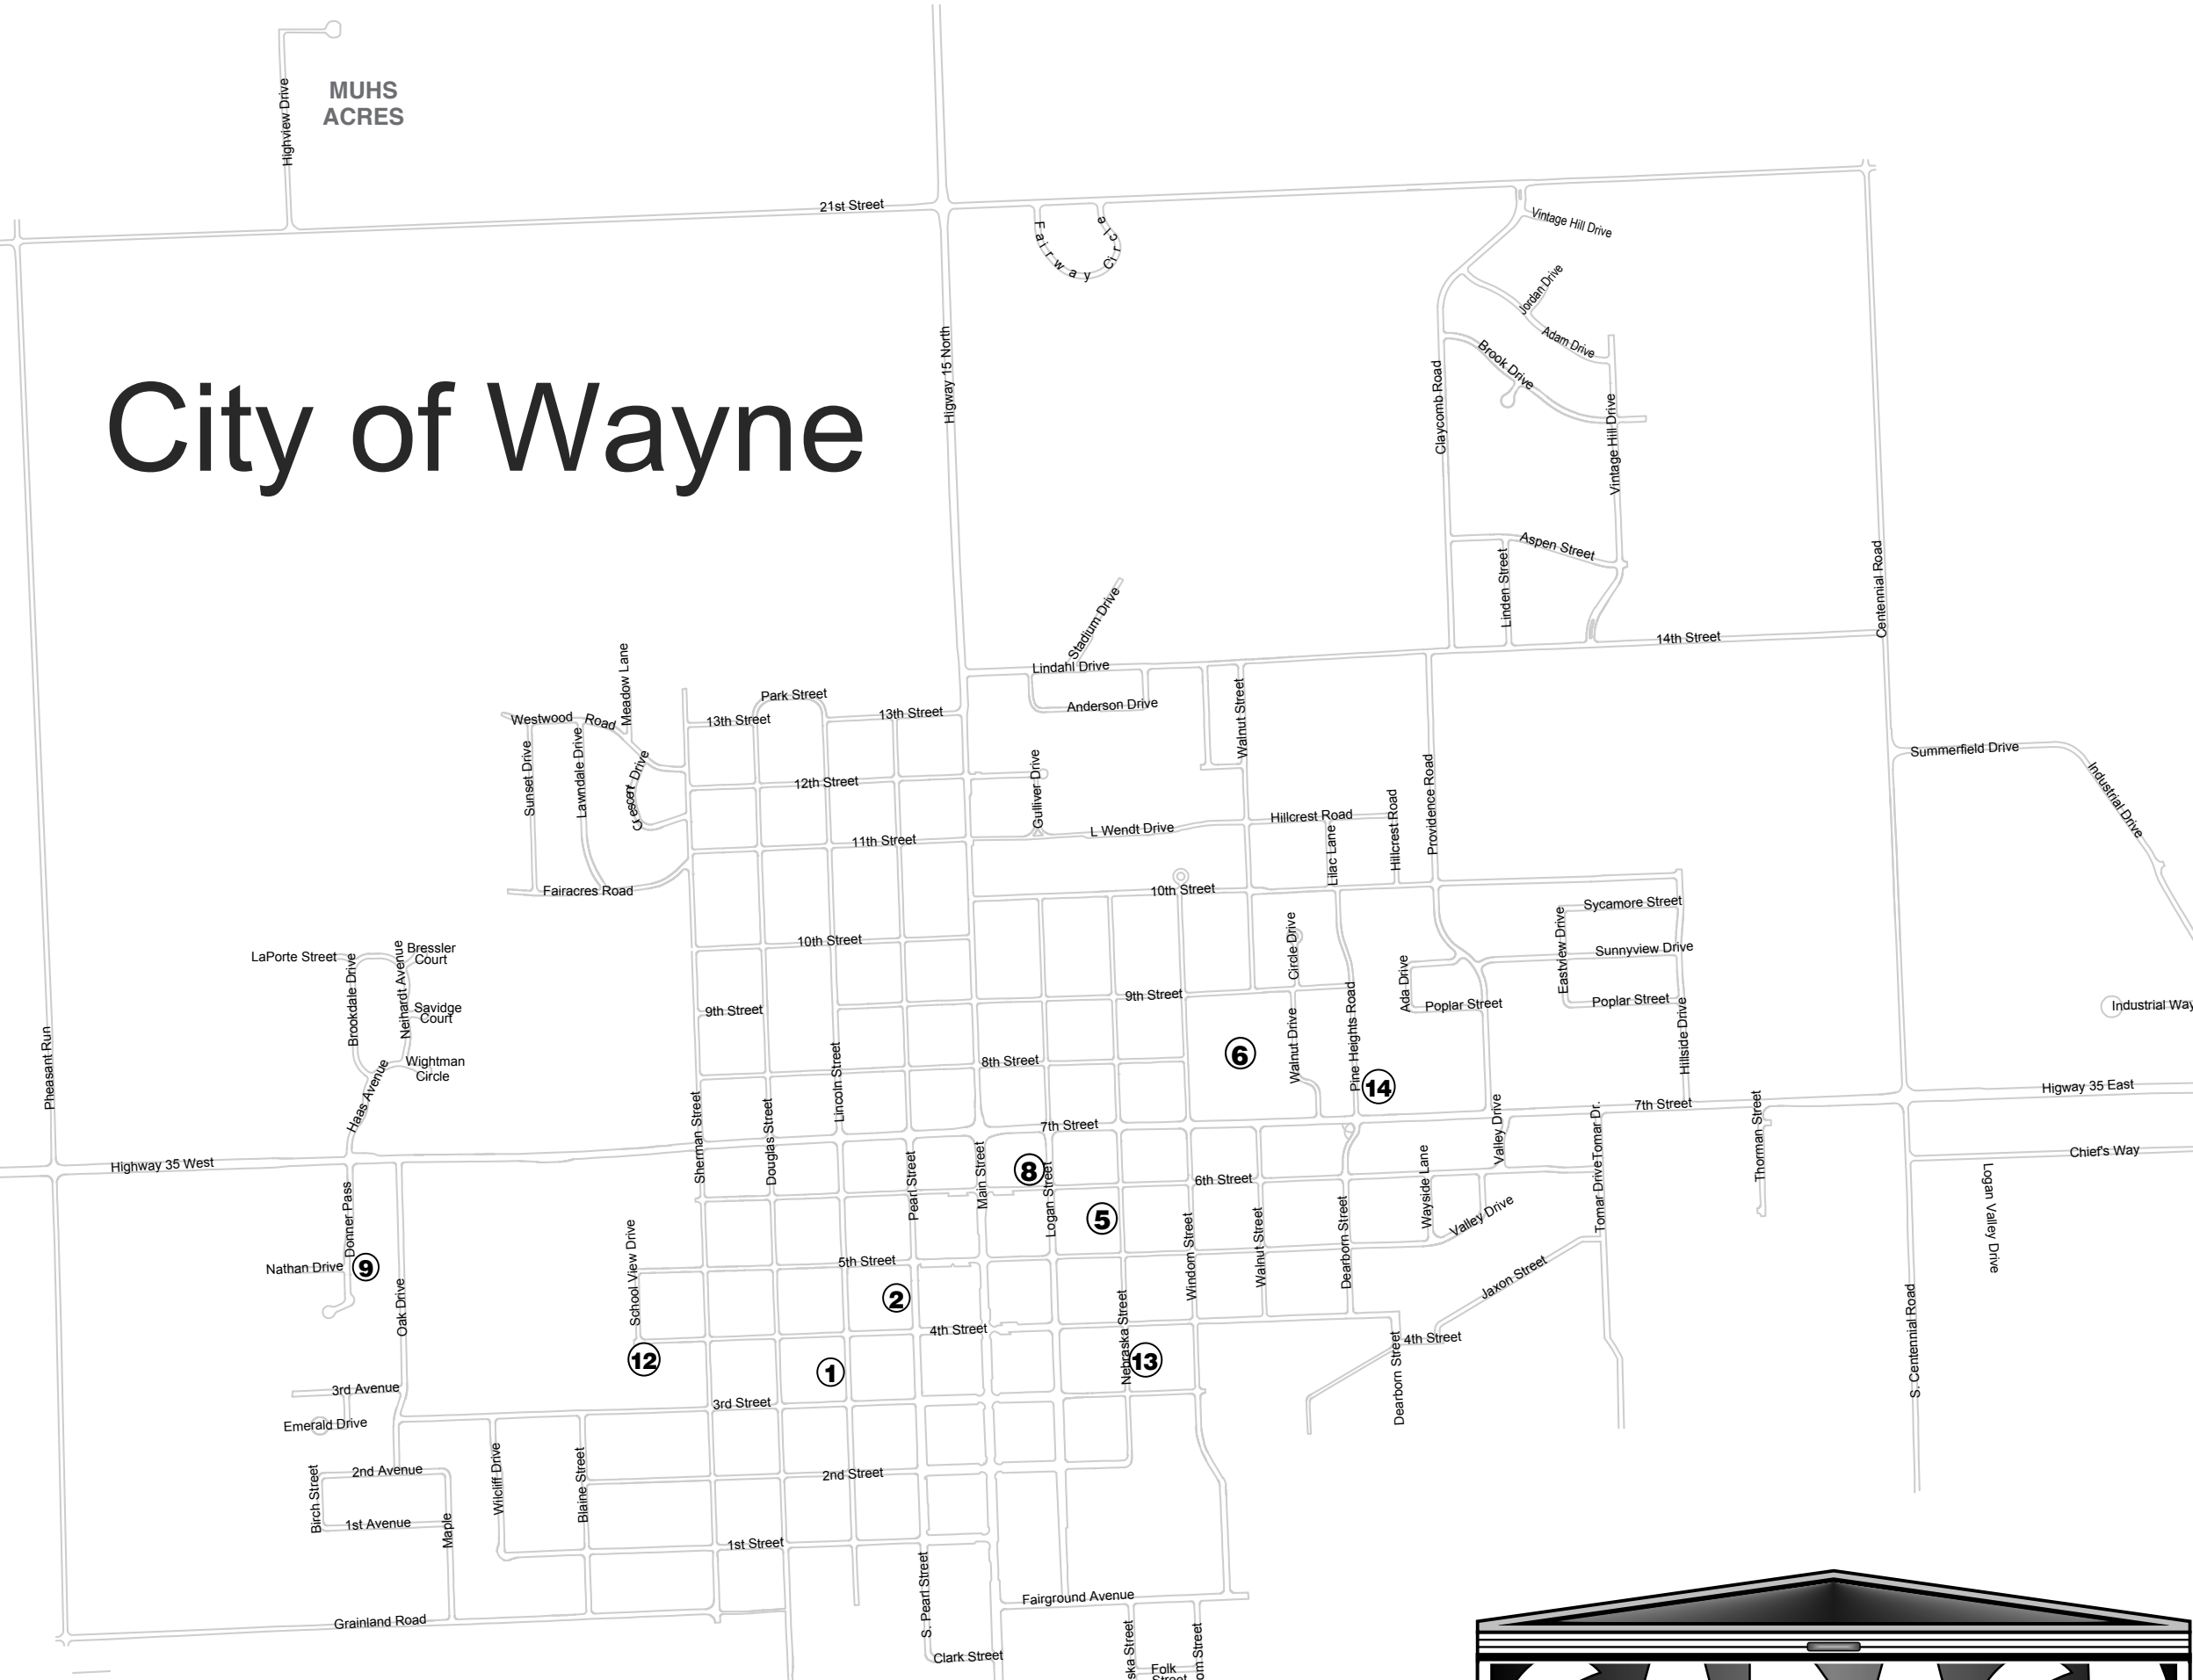 MUHS
ACRES
Highview Drive
21st Street
Fairway Circle
Vintage Hill Drive
Jordan Drive
Adam Drive
Brook Drive
Higway 15 North
Claycomb Road
Vintage Hill Drive
City of Wayne
Aspen Street
Linden Street
Centennial Road
Stadium Drive
14th Street
Lindahl Drive
Meadow Lane
Park Street
Anderson Drive
Walnut Street
Westwood Road
13th Street
13th Street
Summerfield Drive
Industrial Drive
Sunset Drive
Lawndale Drive
Crescent Drive
12th Street
Gulliver Drive
Providence Road
L Wendt Drive
Hillcrest Road
Hillcrest Road
Lilac Lane
11th Street
Fairacres Road
10th Street
Sycamore Street
10th Street
Circle Drive
Eastview Drive
Sunnyview Drive
LaPorte Street
Bressler
Court
Brookdale Drive
Neihardt Avenue
Ada Drive
9th Street
Poplar Street
Poplar Street
Savidge
Court
9th Street
Industrial Way
Pheasant Run
Walnut Drive
Pine Heights Road
Hillside Drive
6
Wightman
Circle
8th Street
Lincoln Street
14
Higway 35 East
Haas Avenue
7th Street
Sherman Street
Douglas Street
7th Street
Valley Drive
Tomar Dr.
Thorman Street
Chief's Way
Highway 35 West
Pearl Street
Main Street
8
Logan Street
6th Street
Wayside Lane
Tomar Drive
Logan Valley Drive
Donner Pass
5
Valley Drive
School View Drive
5th Street
Windom Street
Walnut Street
Dearborn Street
Nathan Drive
9
Jaxon Street
Oak Drive
2
4th Street
Nebraska Street
4th Street
S. Centennial Road
12
1
13
Dearborn Street
3rd Avenue
3rd Street
Emerald Drive
2nd Avenue
2nd Street
Birch Street
Wilcliff Drive
Blaine Street
1st Avenue
Maple
1st Street
S. Pearl Street
Fairground Avenue
Grainland Road
Clark Street
ska Street
om Street
Folk